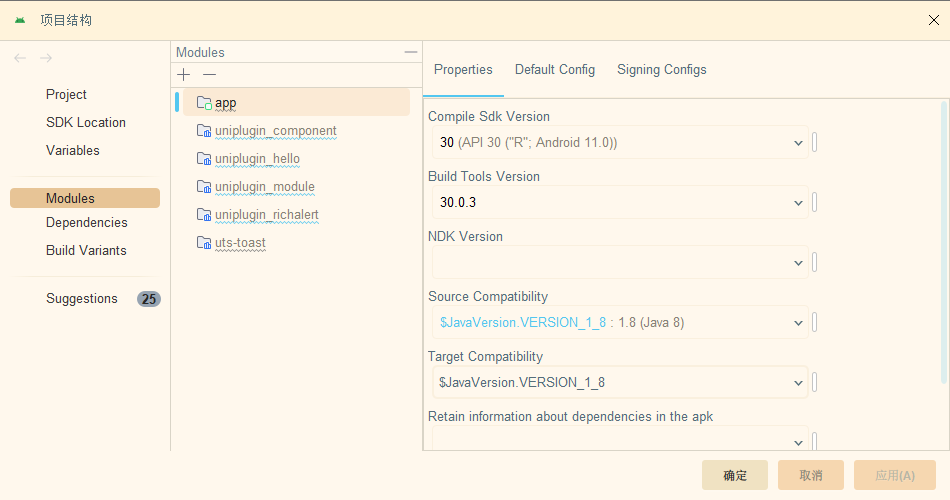 项目结构
Project
SDK Location
Variables
Modules
Dependencies
Build Variants
Suggestions
25
Modules
app
uniplugin_component
uniplugin_hello
uniplugin_module
uniplugin_richalert
uts-toast
Properties
Default Config
Signing Configs
Compile Sdk Version
30 (API 30 ("R"; Android 11.0))
Build Tools Version
30.0.3
NDK Version
Source Compatibility
$JavaVersion.VERSION_1_8 : 1.8 (Java 8)
Target Compatibility
$JavaVersion.VERSION_1_8
Retain information about dependencies in the apk
确定
取消
应用(A)